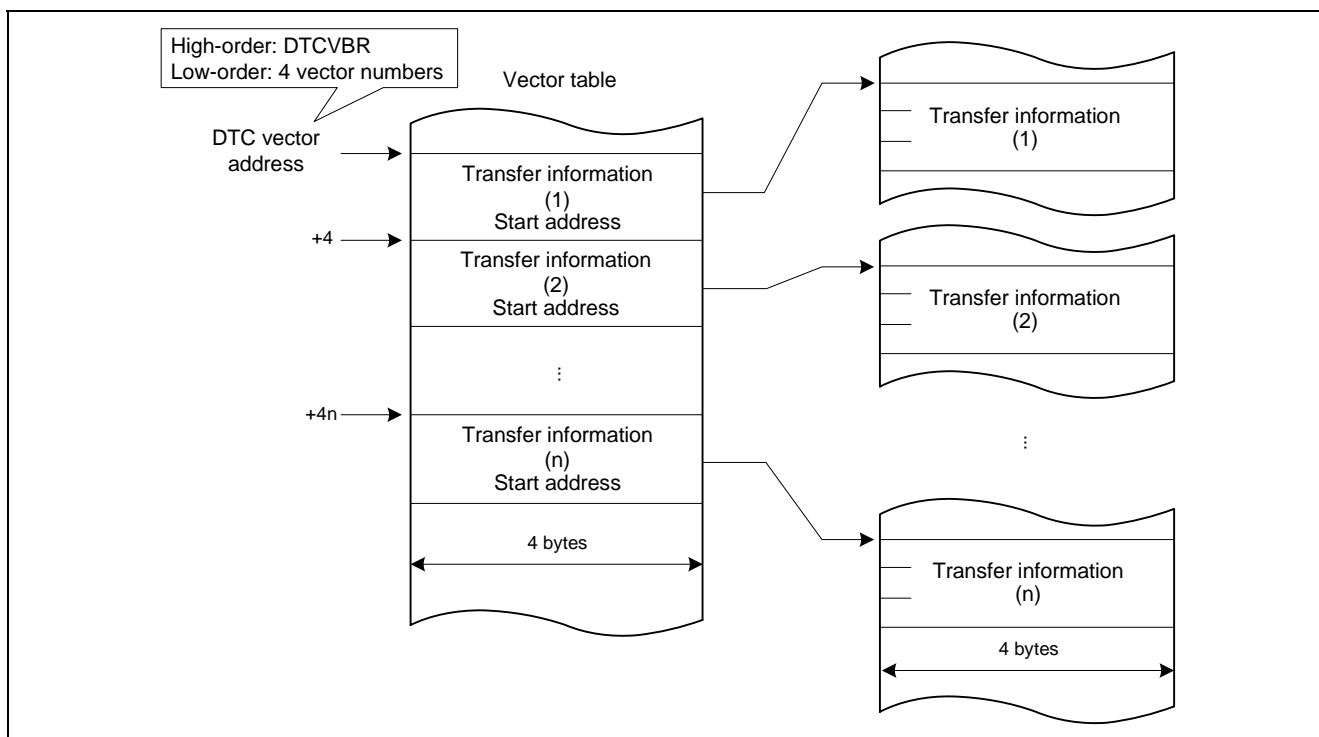 High-order: DTCVBR
Low-order: 4 vector numbers
Vector table
DTC vector
address
Transfer information
(1)
Start address
+4
Transfer information
(2)
Start address
⋮
+4n
Transfer information
(n)
Start address
4 bytes
Transfer information
(1)
Transfer information
(2)
⋮
Transfer information
(n)
4 bytes